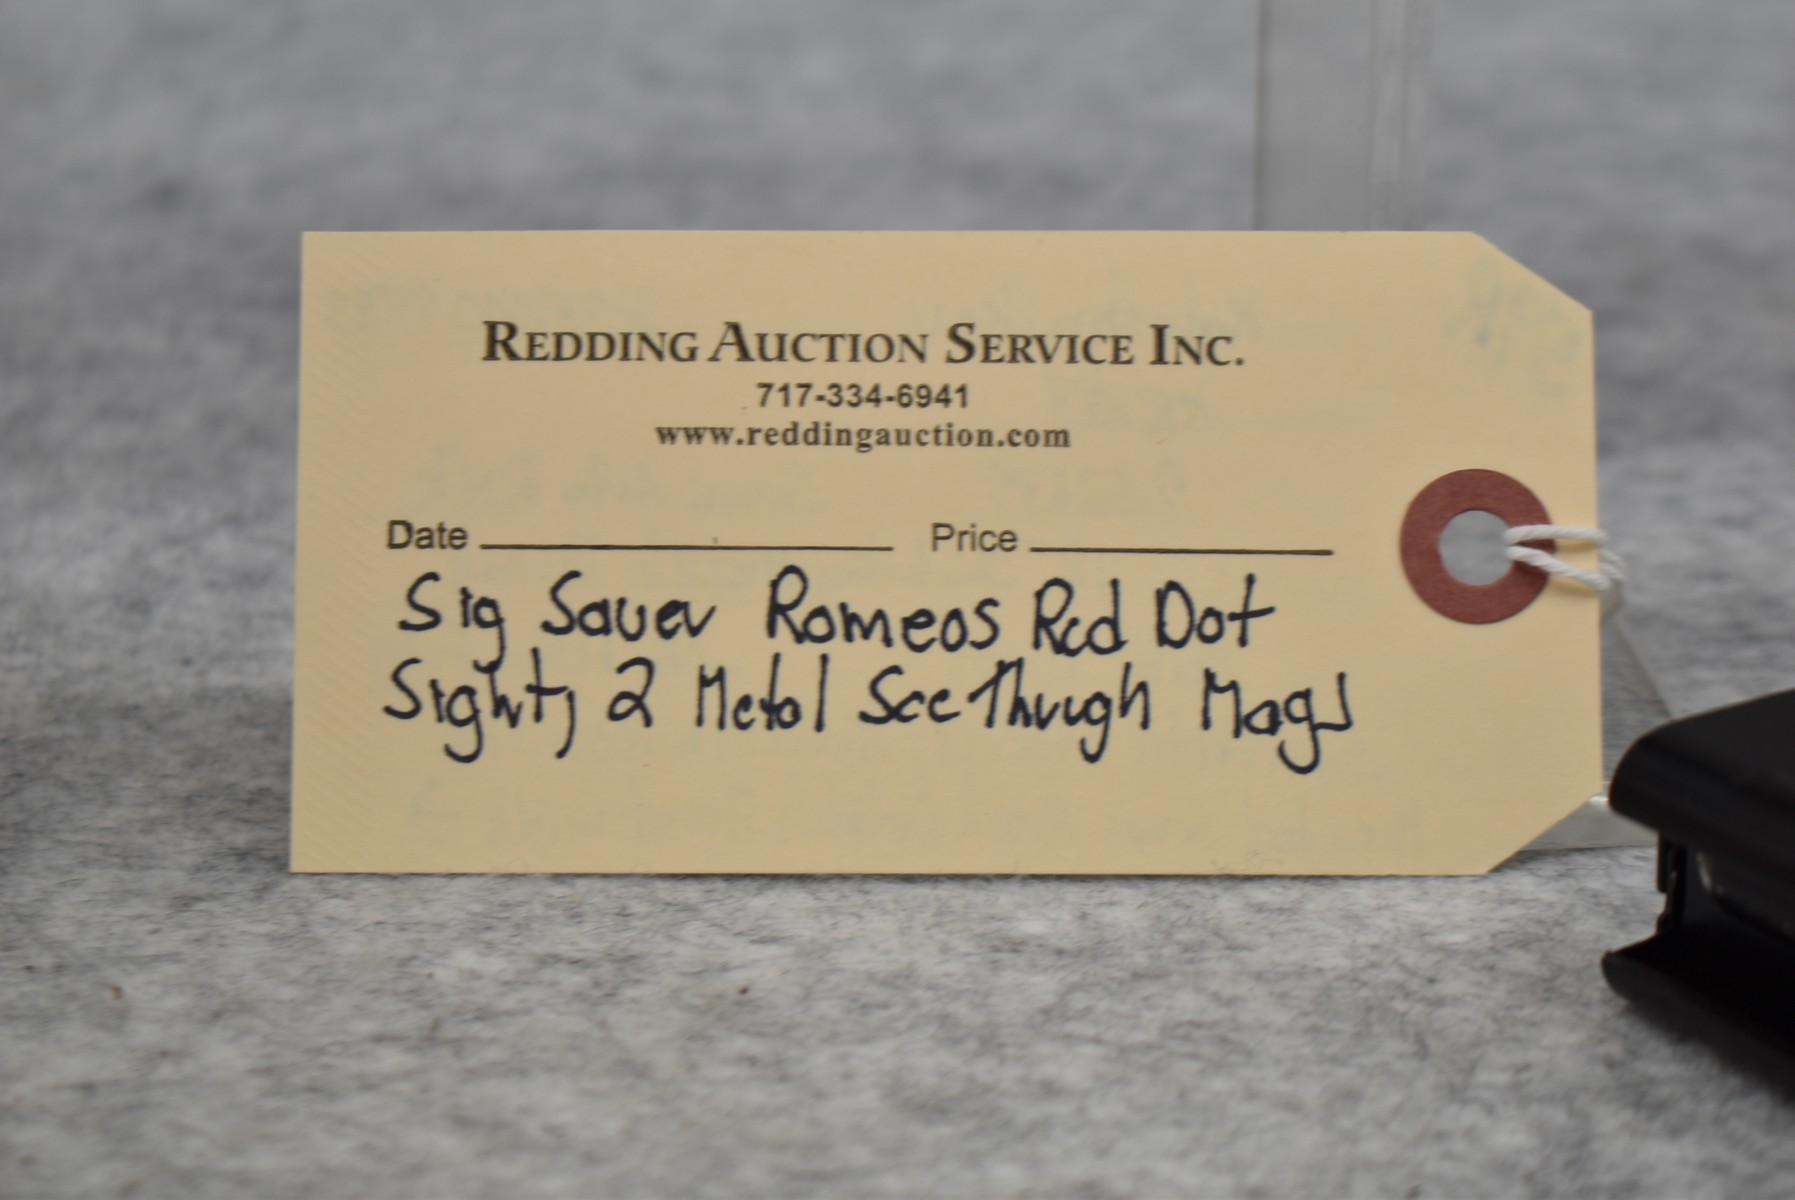 REDDING AUCTION SERVICE INC.
717-334-6941
www.reddingauction.com
Date Price
Sig Sauer Romeo5 Red Dot
Sight, 2 Metal See Through Mags